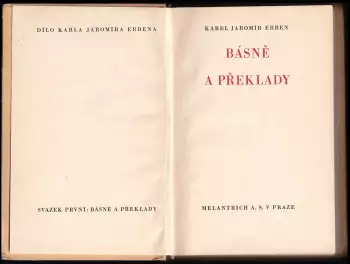 DÍLO KARLA JAROMÍRA ERBENA
SVAZEK PRVNÍ: BÁSNĚ A PŘEKLADY
KAREL JAROMÍR ERBEN
BÁSNĚ
A PŘEKLADY
MELANTRICH A. S. V PRAZE